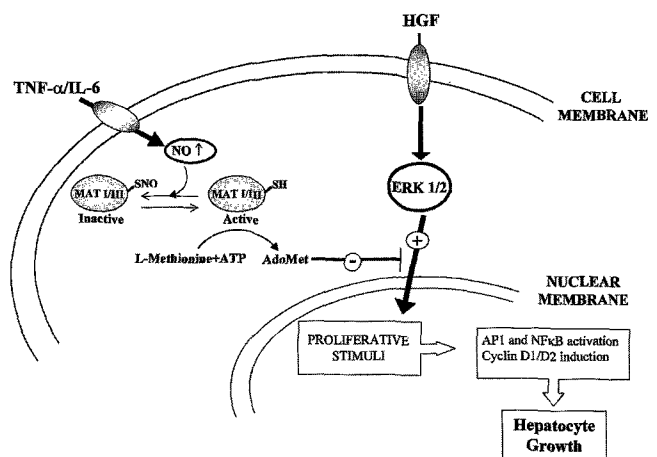 HGF
TNF-α/IL-6
CELL
MEMBRANE
NO ↑
MAT I/III
SNO
Inactive
MAT I/III
SH
Active
ERK 1/2
+
L-Methionine+ATP
AdoMet
-
NUCLEAR
MEMBRANE
PROLIFERATIVE
STIMULI
AP1 and NFκB activation
Cyclin D1/D2 induction
Hepatocyte
Growth